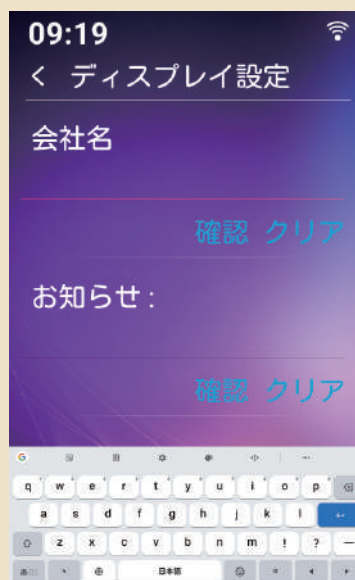 09:19
く ディスプレイ設定
会社名
確認 クリア
お知らせ:
確認 クリア
q w e r t y u i o p
a s d f g h j k l
z x c v b n m ! ? ー
日本語